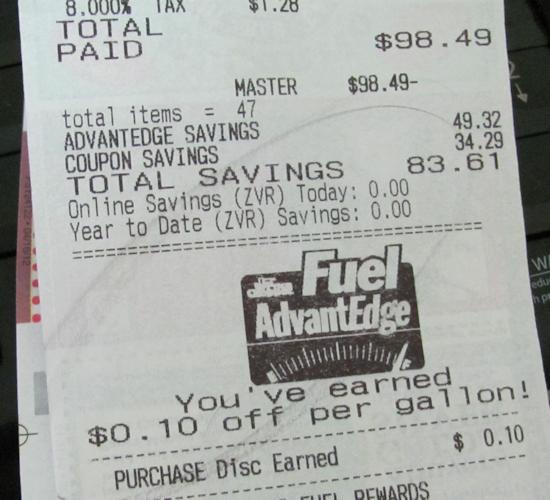 8.000% TAX $1.28
TOTAL
PAID $98.49
MASTER $98.49-
total items = 47
ADVANTEDGE SAVINGS 49.32
COUPON SAVINGS 34.29
TOTAL SAVINGS 83.61
Online Savings (ZVR) Today: 0.00
Year to Date (ZVR) Savings: 0.00
Fuel
AdvantEdge
You've earned
$0.10 off per gallon!
PURCHASE Disc Earned $ 0.10
FUEL REWARDS